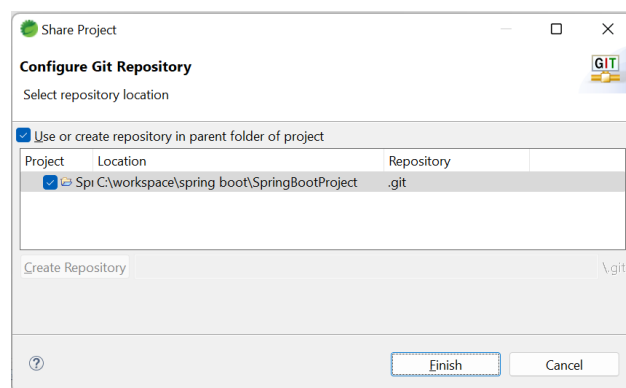 Share Project
Configure Git Repository
GIT
Select repository location
Use or create repository in parent folder of project
Project Location Repository
Spi C:\workspace\spring boot\SpringBootProject .git
Create Repository \.git
? Finish Cancel